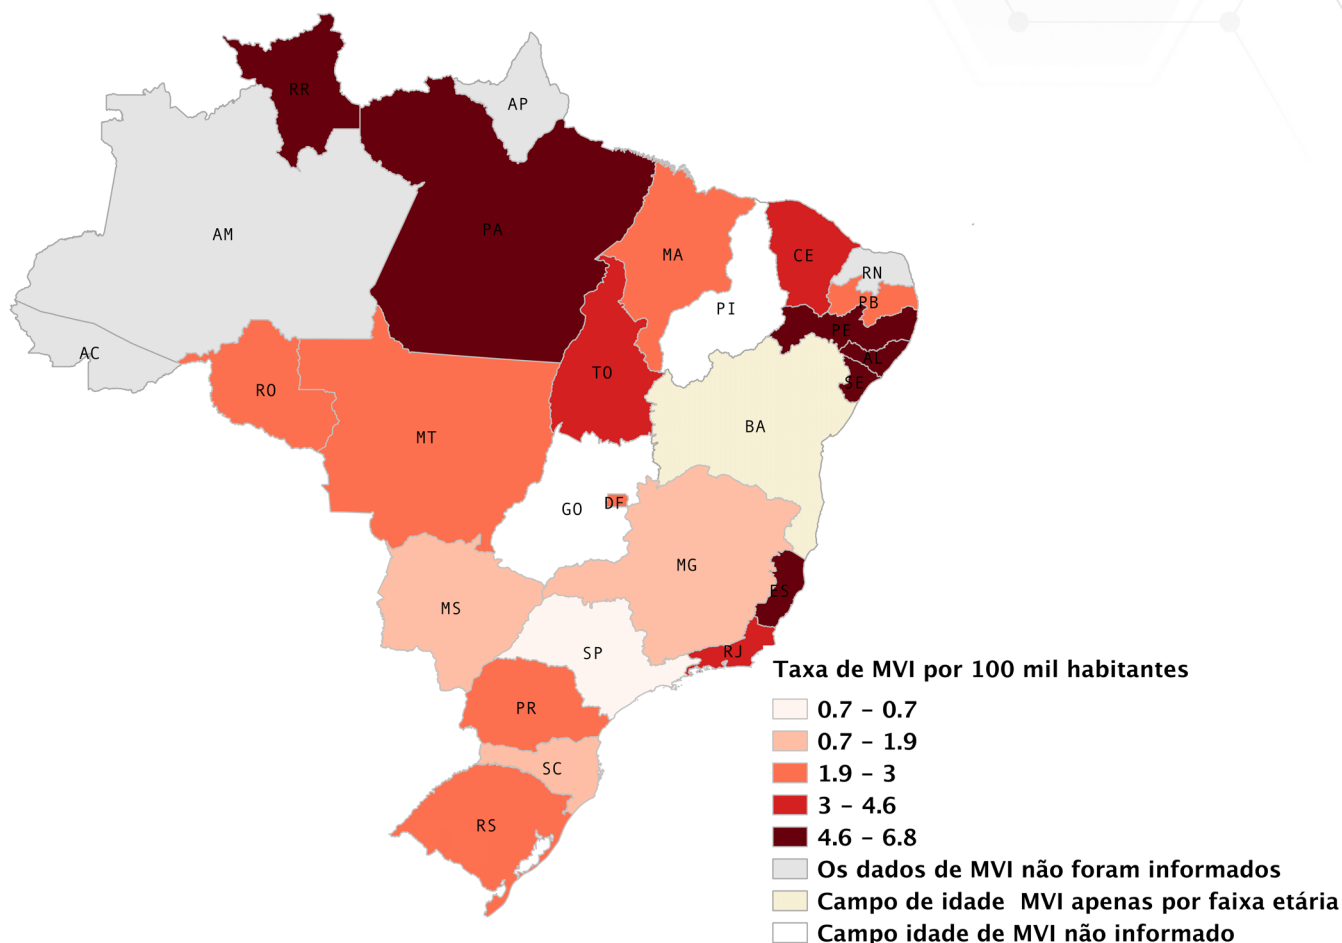 RR
AP
AM
PA
MA
CE
RN
PB
PI
PE
AL
SE
AC
TO
RO
BA
MT
GO
DF
MG
ES
MS
SP
RJ
PR
SC
RS
Taxa de MVI por 100 mil habitantes
0.7 - 0.7
0.7 - 1.9
1.9 - 3
3 - 4.6
4.6 - 6.8
Os dados de MVI não foram informados
Campo de idade MVI apenas por faixa etária
Campo idade de MVI não informado